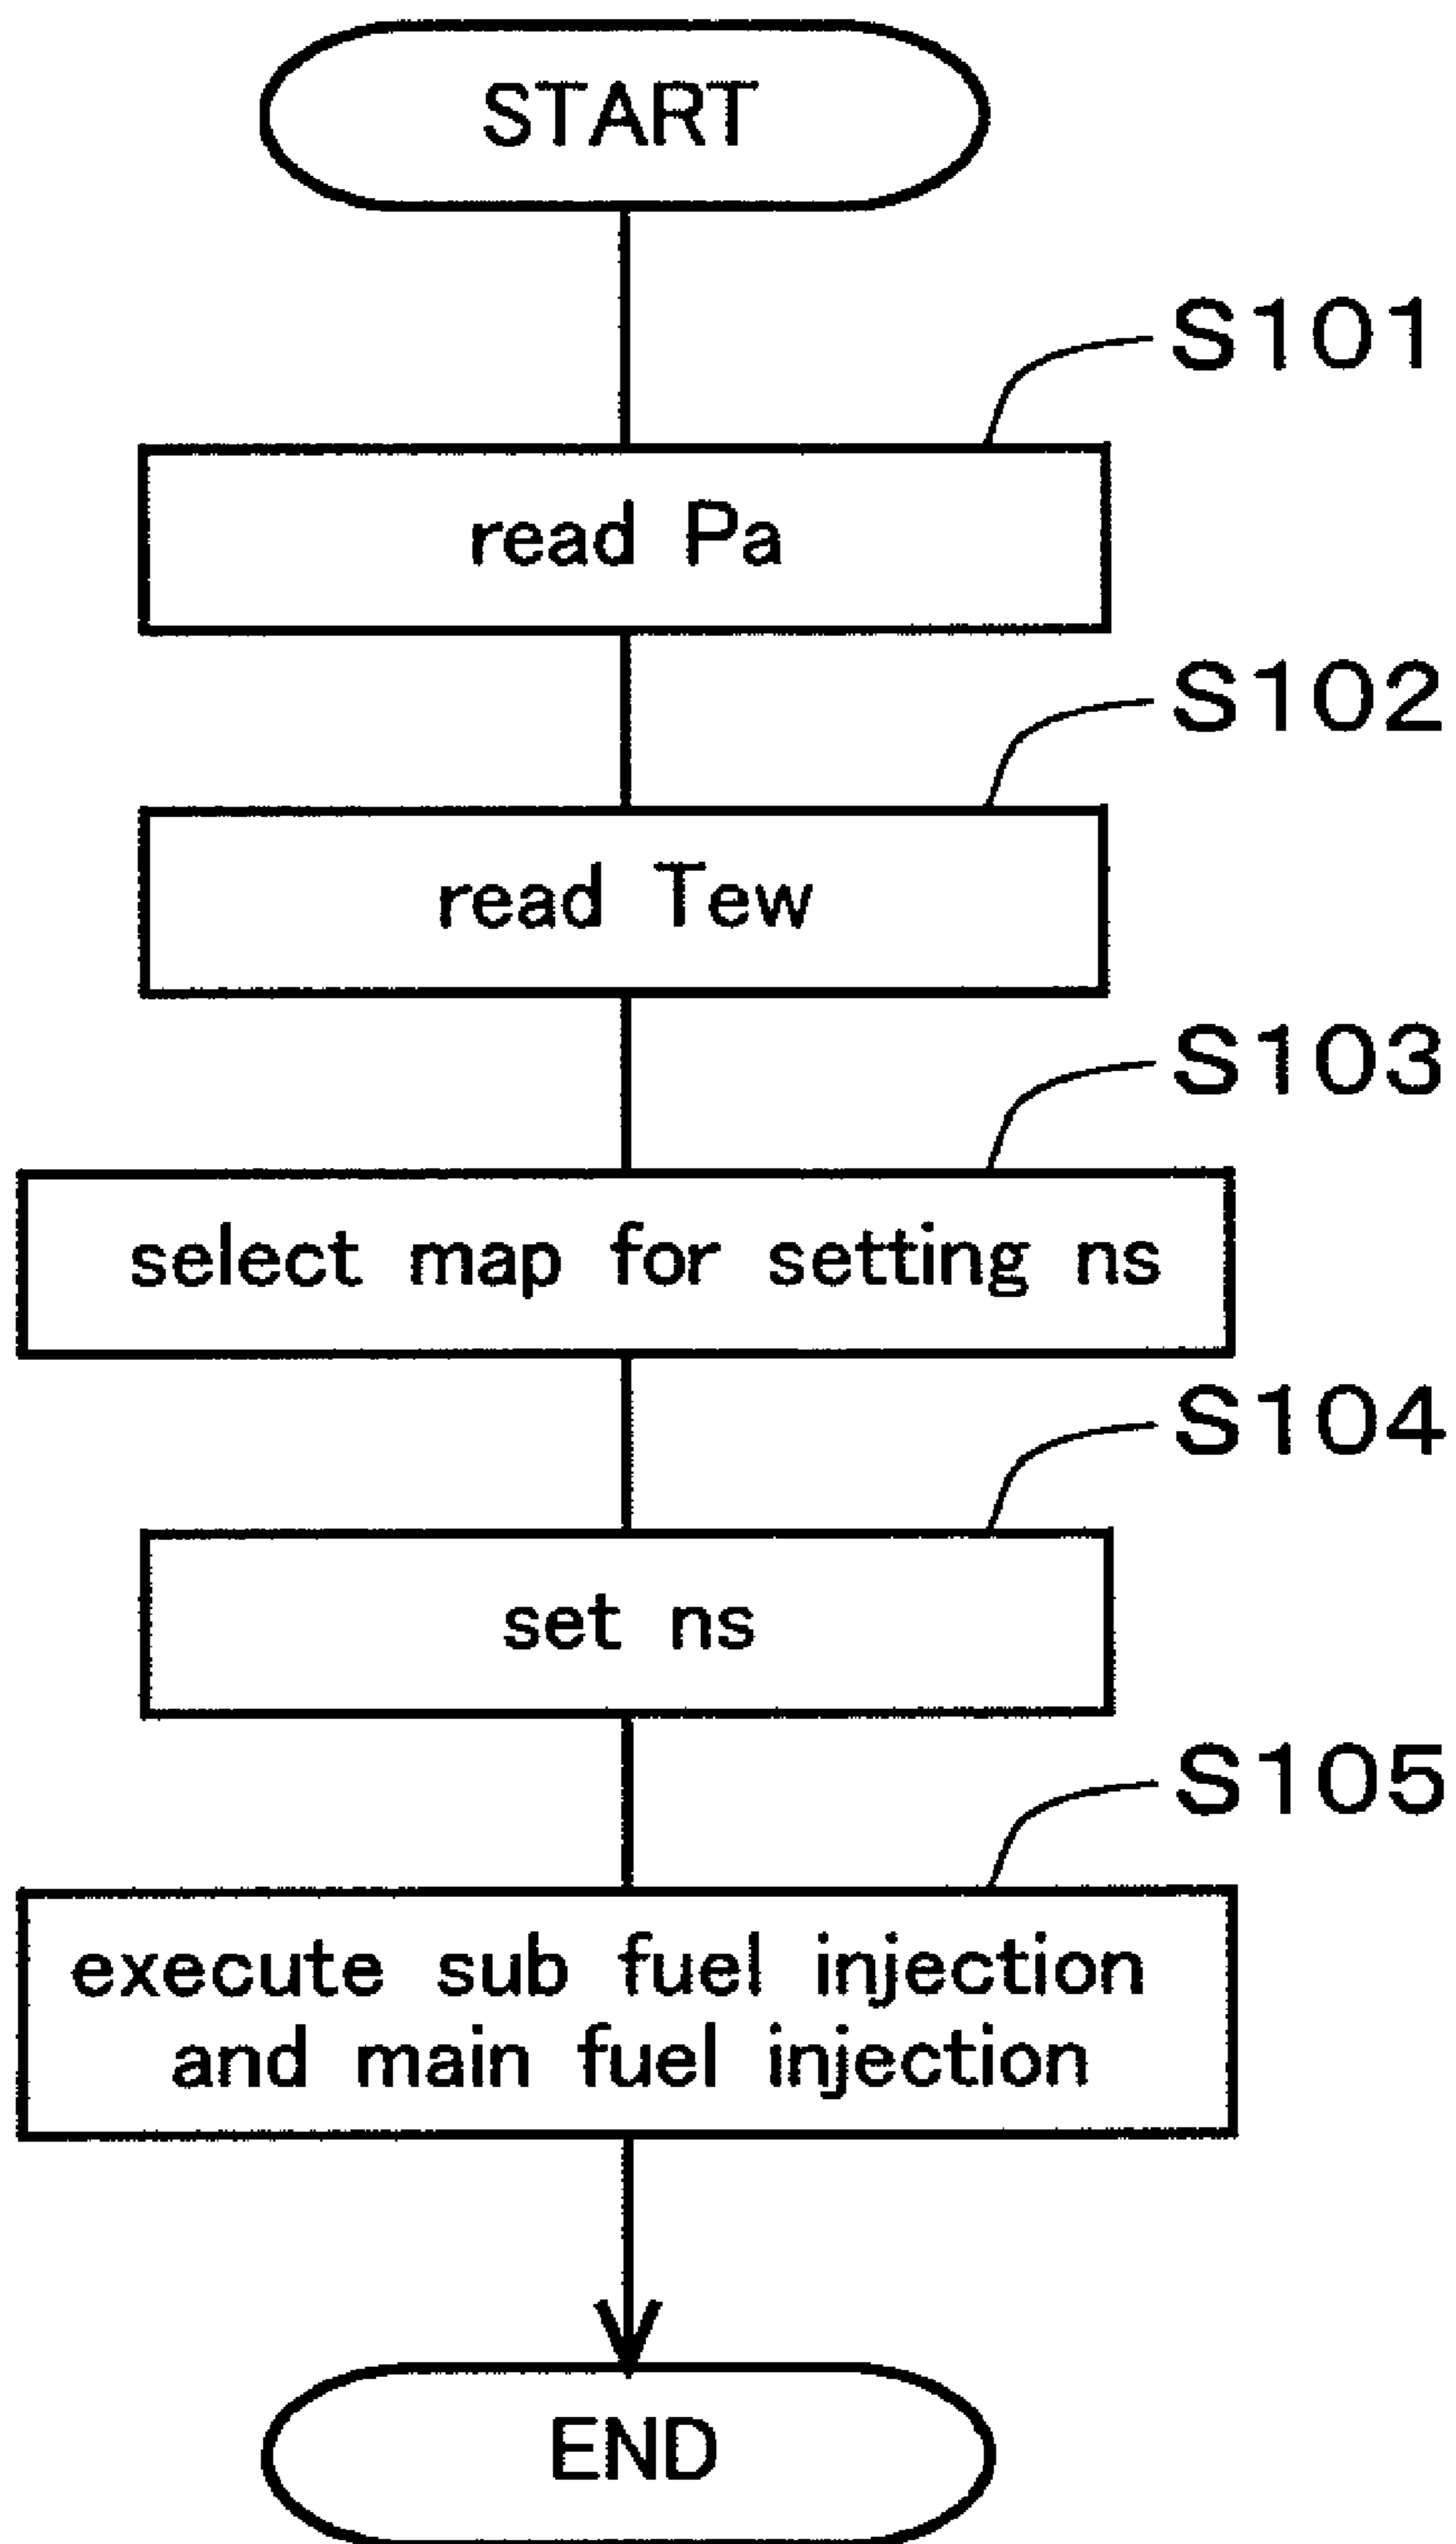 START
S101
read Pa
S102
read Tew
S103
select map for setting ns
S104
set ns
S105
execute sub fuel injection
and main fuel injection
END